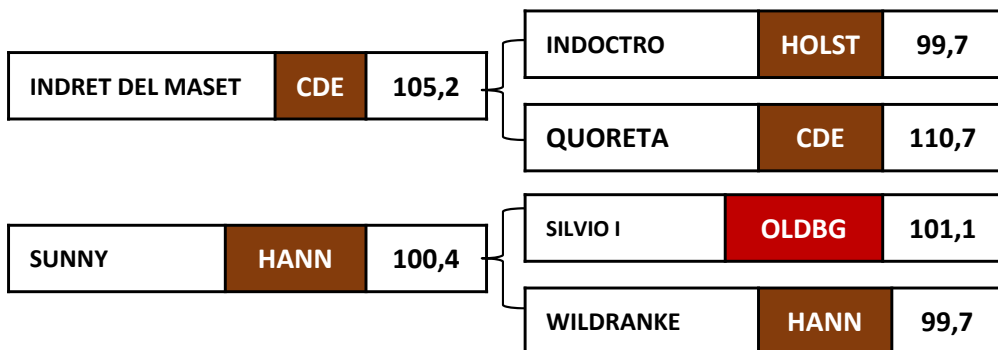 INDOCTRO HOLST 99,7
INDRET DEL MASET CDE 105,2
QUORETA CDE 110,7
SILVIO I OLDBG 101,1
SUNNY HANN 100,4
WILDRANKE HANN 99,7